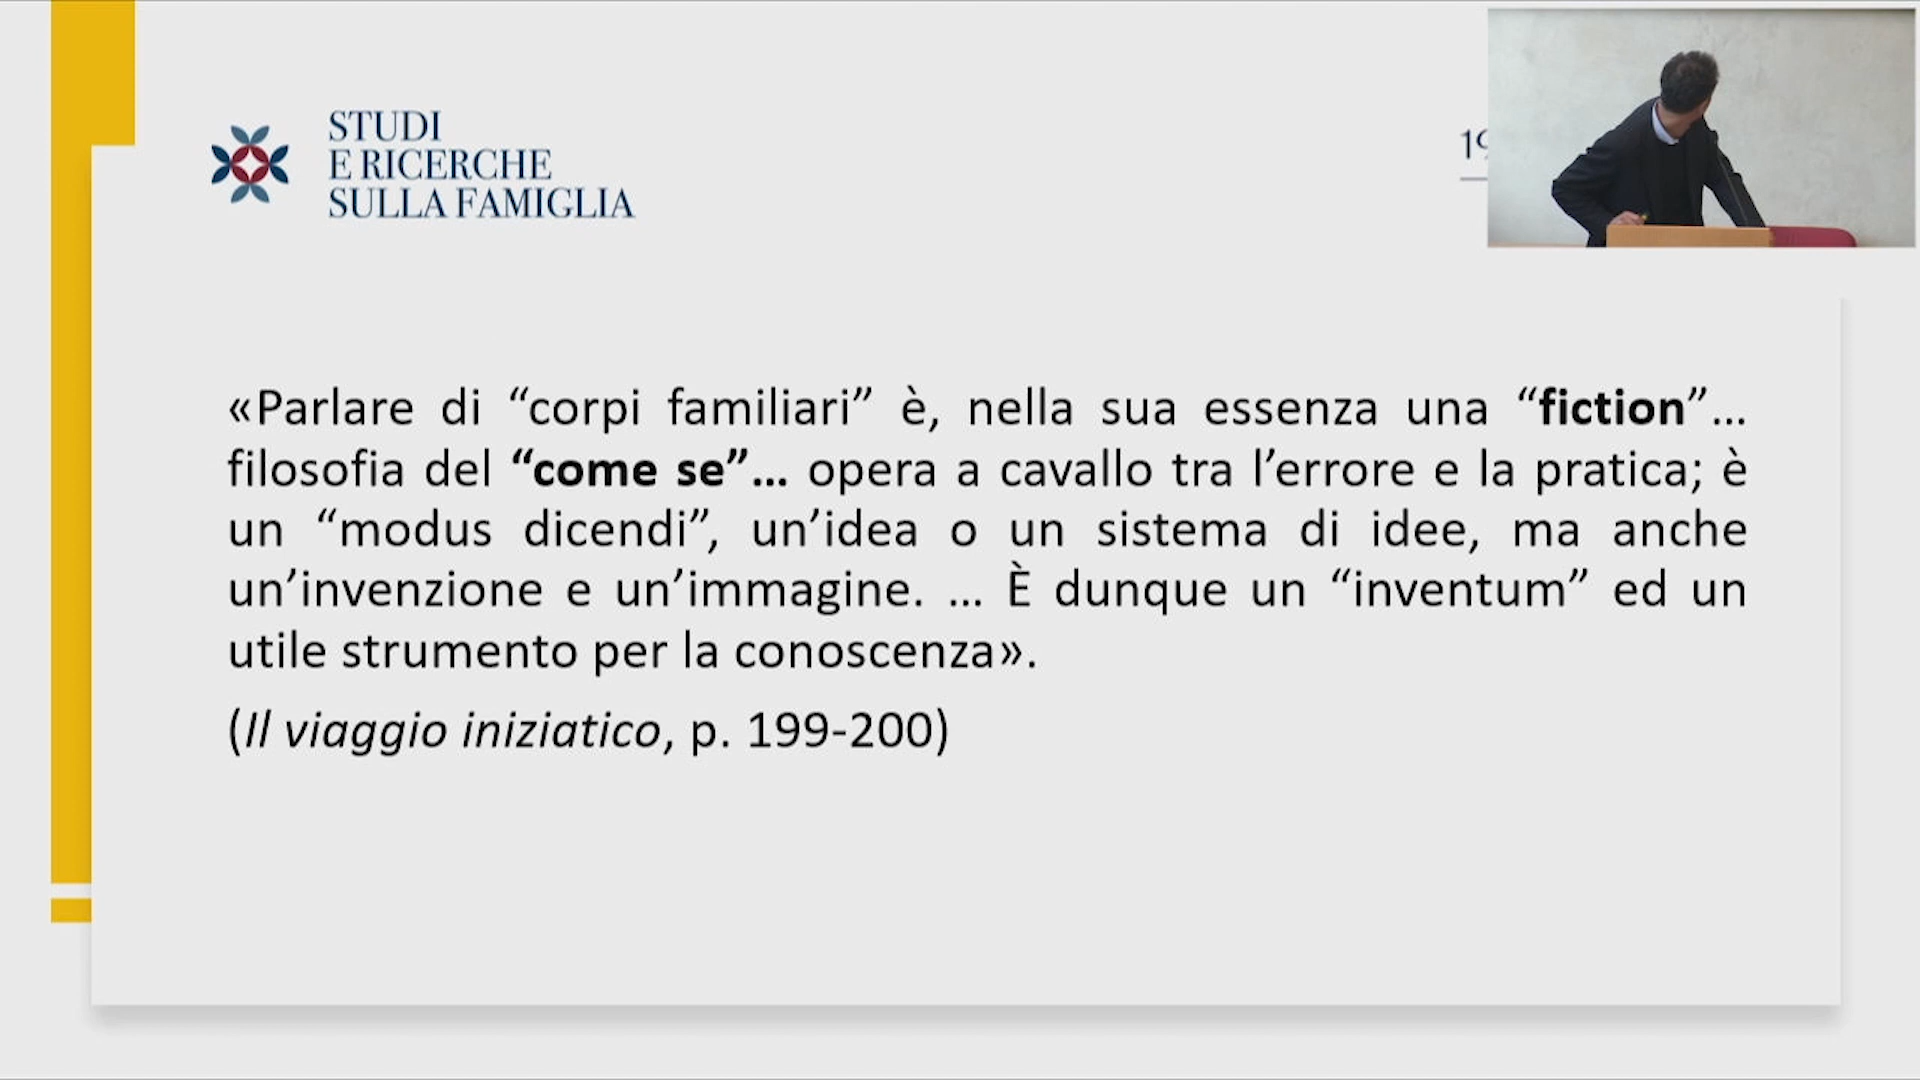 STUDI
E RICERCHE
SULLA FAMIGLIA
19
«Parlare di “corpi familiari” è, nella sua essenza una “fiction”…
filosofia del “come se”… opera a cavallo tra l’errore e la pratica; è
un “modus dicendi”, un’idea o un sistema di idee, ma anche
un’invenzione e un’immagine. … È dunque un “inventum” ed un
utile strumento per la conoscenza».
(Il viaggio iniziatico, p. 199-200)